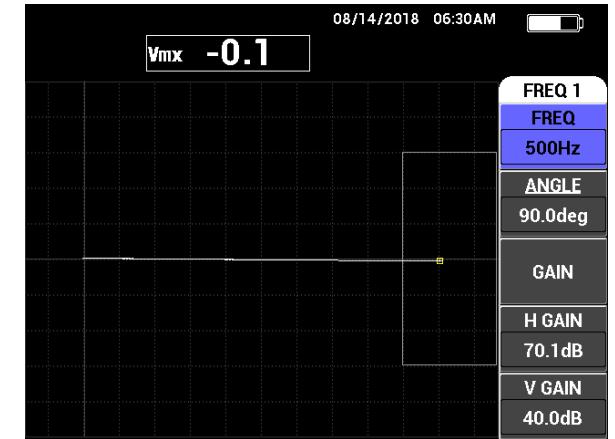 08/14/2018 06:30AM
Vmx -0.1
FREQ 1
FREQ
500Hz
ANGLE
90.0deg
GAIN
H GAIN
70.1dB
V GAIN
40.0dB